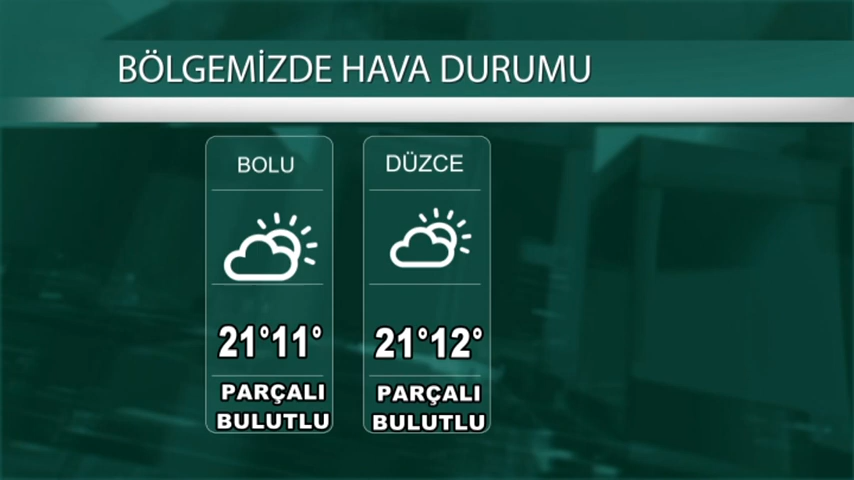 BÖLGEMİZDE HAVA DURUMU
BOLU
21°11°
PARÇALI
BULUTLU
DÜZCE
21°12°
PARÇALI
BULUTLU